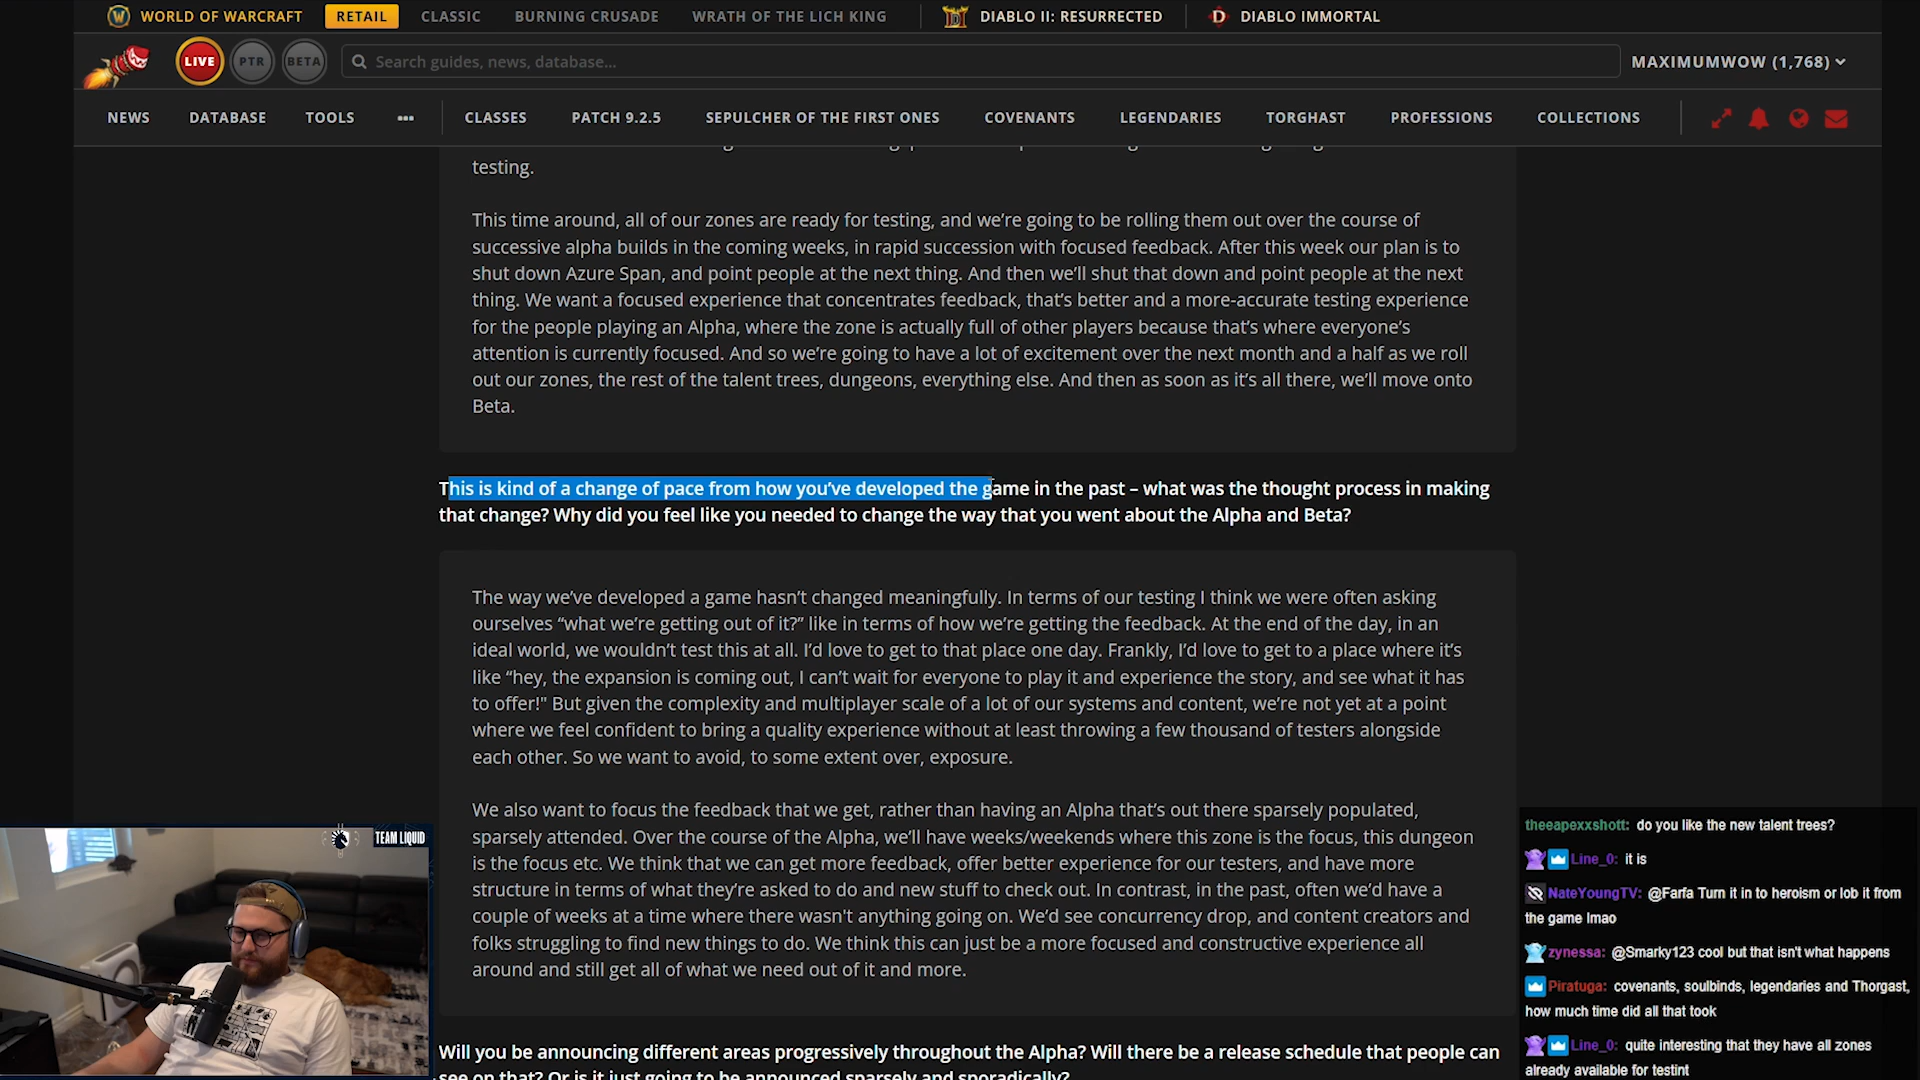 WORLD OF WARCRAFT RETAIL CLASSIC BURNING CRUSADE WRATH OF THE LICH KING DIABLO II: RESURRECTED DIABLO IMMORTAL
LIVE PTR BETA Search guides, news, database... MAXIMUMWOW (1,768)
NEWS DATABASE TOOLS ••• CLASSES PATCH 9.2.5 SEPULCHER OF THE FIRST ONES COVENANTS LEGENDARIES TORGHAST PROFESSIONS COLLECTIONS
testing.
This time around, all of our zones are ready for testing, and we’re going to be rolling them out over the course of
successive alpha builds in the coming weeks, in rapid succession with focused feedback. After this week our plan is to
shut down Azure Span, and point people at the next thing. And then we’ll shut that down and point people at the next
thing. We want a focused experience that concentrates feedback, that’s better and a more-accurate testing experience
for the people playing an Alpha, where the zone is actually full of other players because that’s where everyone’s
attention is currently focused. And so we’re going to have a lot of excitement over the next month and a half as we roll
out our zones, the rest of the talent trees, dungeons, everything else. And then as soon as it’s all there, we’ll move onto
Beta.
This is kind of a change of pace from how you’ve developed the game in the past – what was the thought process in making
that change? Why did you feel like you needed to change the way that you went about the Alpha and Beta?
The way we’ve developed a game hasn’t changed meaningfully. In terms of our testing I think we were often asking
ourselves “what we’re getting out of it?” like in terms of how we’re getting the feedback. At the end of the day, in an
ideal world, we wouldn’t test this at all. I’d love to get to that place one day. Frankly, I’d love to get to a place where it’s
like “hey, the expansion is coming out, I can’t wait for everyone to play it and experience the story, and see what it has
to offer!" But given the complexity and multiplayer scale of a lot of our systems and content, we’re not yet at a point
where we feel confident to bring a quality experience without at least throwing a few thousand of testers alongside
each other. So we want to avoid, to some extent over, exposure.
We also want to focus the feedback that we get, rather than having an Alpha that’s out there sparsely populated,
sparsely attended. Over the course of the Alpha, we’ll have weeks/weekends where this zone is the focus, this dungeon
is the focus etc. We think that we can get more feedback, offer better experience for our testers, and have more
structure in terms of what they’re asked to do and new stuff to check out. In contrast, in the past, often we’d have a
couple of weeks at a time where there wasn't anything going on. We’d see concurrency drop, and content creators and
folks struggling to find new things to do. We think this can just be a more focused and constructive experience all
around and still get all of what we need out of it and more.
Will you be announcing different areas progressively throughout the Alpha? Will there be a release schedule that people can
see on that? Or is it just going to be announced sparsely and sporadically?
TEAM LIQUID
theeapexxshott: do you like the new talent trees?
Line_0: it is
NateYoungTV: @Farfa Turn it in to heroism or lob it from
the game lmao
zynessa: @Smarky123 cool but that isn't what happens
Piratuga: covenants, soulbinds, legendaries and Thorgast,
how much time did all that took
Line_0: quite interesting that they have all zones
already available for testint